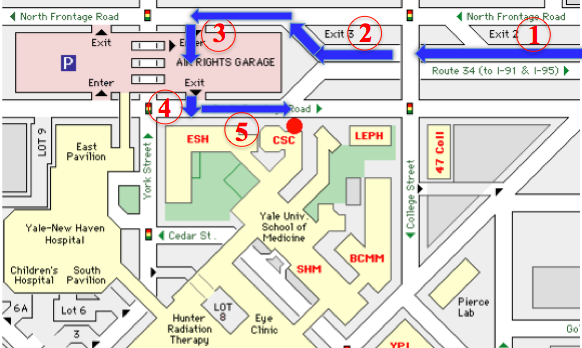 North Frontage Road
North Frontage Road
3
2
1
Exit 3
Exit 2
Exit
Enter
P
AIR RIGHTS GARAGE
Route 34 (to I-91 & I-95)
Enter
Exit
4
Road
5
ESH
CSC
LEPH
47 Coll
LOT 9
East
Pavilion
York Street
College Street
Yale-New Haven
Hospital
Cedar St.
Yale Univ.
School of
Medicine
SHM
BCMM
Children's
Hospital
South
Pavilion
6A
Lot 6
3
LOT
8
Hunter
Radiation
Therapy
Eye
Clinic
Pierce
Lab
YPI
Go